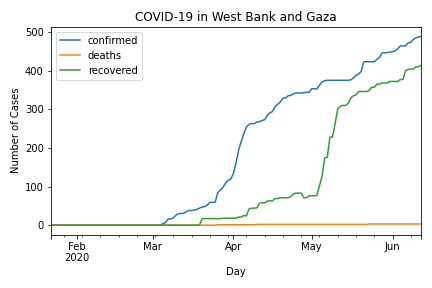 COVID-19 in West Bank and Gaza
confirmed
deaths
recovered
Number of Cases
500
400
300
200
100
0
Feb
2020
Mar
Apr
May
Jun
Day